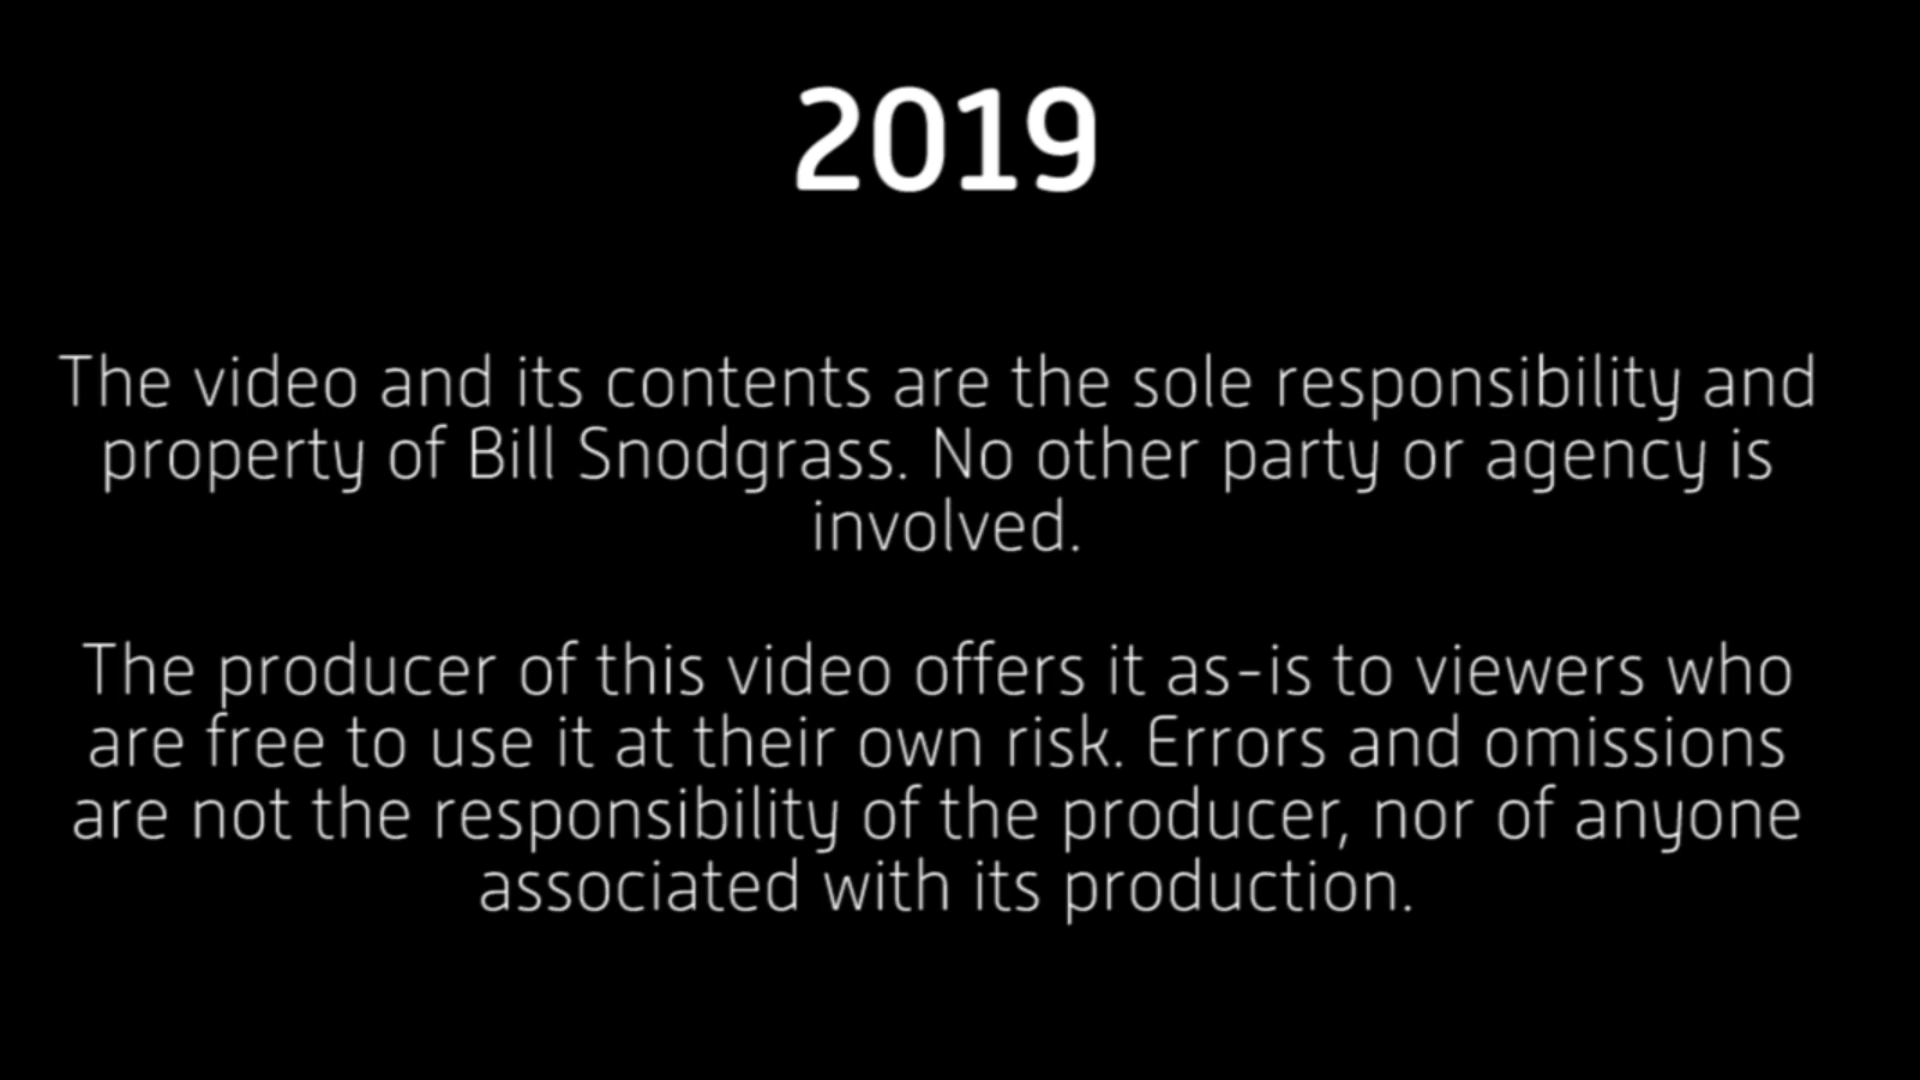 2019
The video and its contents are the sole responsibility and
property of Bill Snodgrass. No other party or agency is
involved.
The producer of this video offers it as-is to viewers who
are free to use it at their own risk. Errors and omissions
are not the responsibility of the producer, nor of anyone
associated with its production.